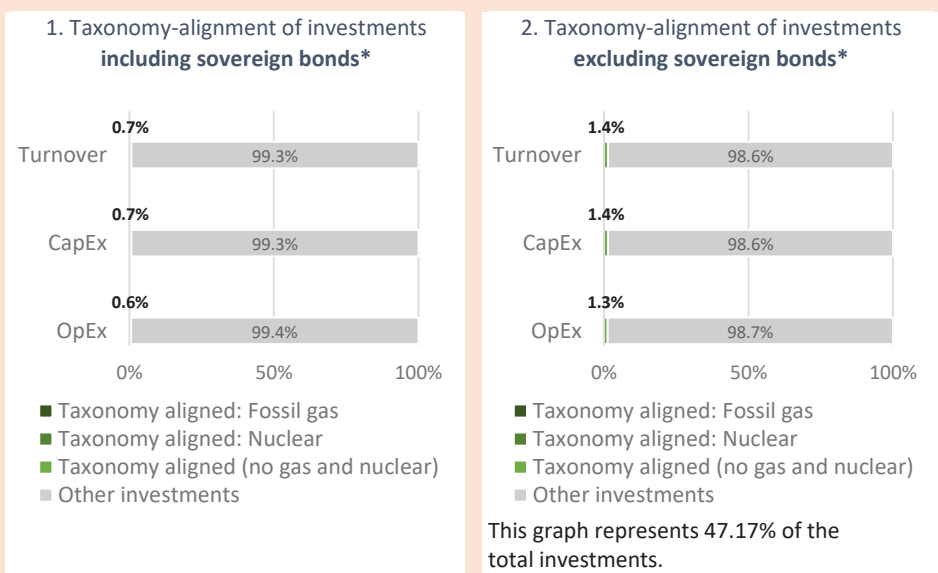 1. Taxonomy-alignment of investments
including sovereign bonds*
0.7%
Turnover
99.3%
0.7%
CapEx
99.3%
0.6%
OpEx
99.4%
0%
50%
100%
Taxonomy aligned: Fossil gas
Taxonomy aligned: Nuclear
Taxonomy aligned (no gas and nuclear)
Other investments
2. Taxonomy-alignment of investments
excluding sovereign bonds*
1.4%
Turnover
98.6%
1.4%
CapEx
98.6%
1.3%
OpEx
98.7%
0%
50%
100%
Taxonomy aligned: Fossil gas
Taxonomy aligned: Nuclear
Taxonomy aligned (no gas and nuclear)
Other investments
This graph represents 47.17% of the
total investments.